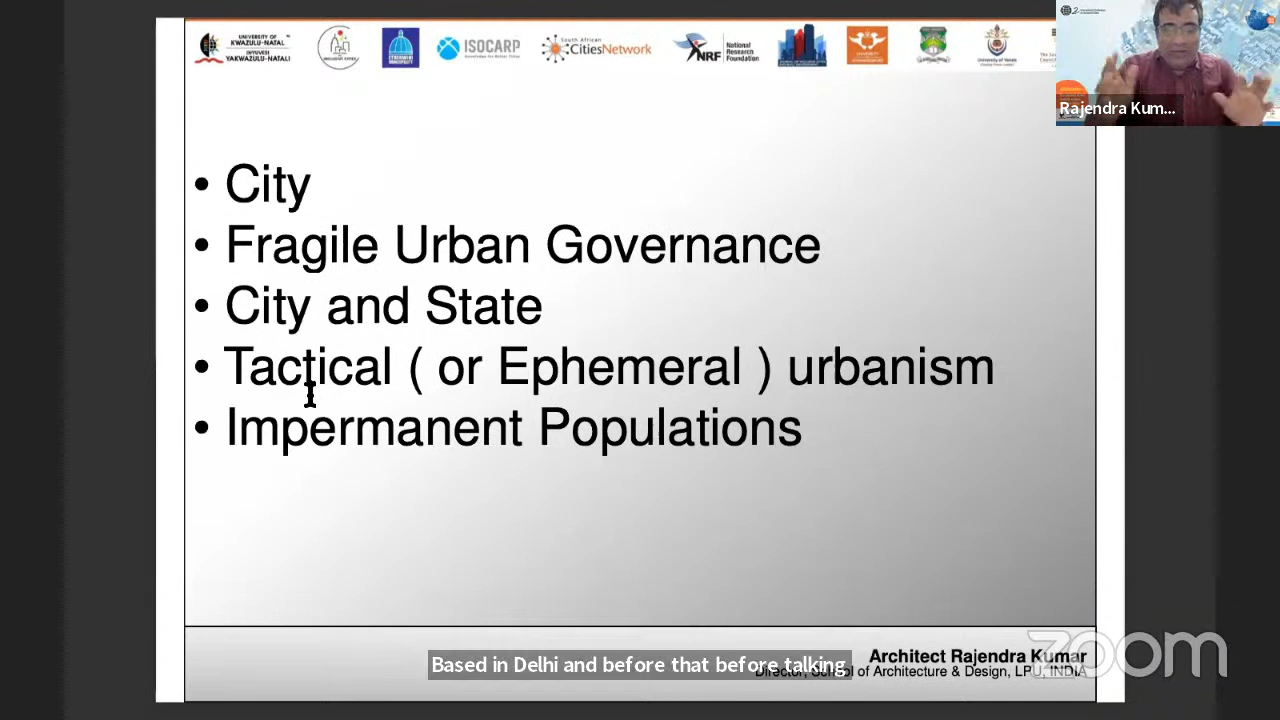 UNIVERSITY OF
KWAZULU-NATAL
INYUVESI
YAKWAZULU-NATALI
ISOCARP
South African
CitiesNetwork
NRF
National
Research
Foundation
Rajendra Kum...
• City
• Fragile Urban Governance
• City and State
• Tactical ( or Ephemeral ) urbanism
• Impermanent Populations
Architect Rajendra Kumar
Director, School of Architecture & Design, LPU, INDIA
Based in Delhi and before that before talking,
zoom